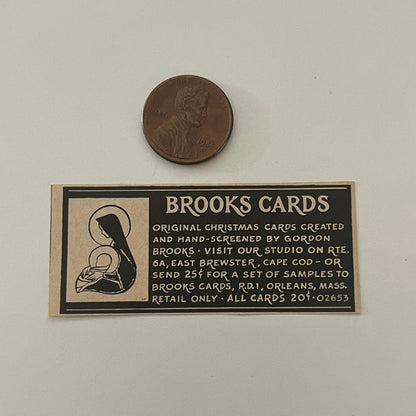 BROOKS CARDS
ORIGINAL CHRISTMAS CARDS CREATED
AND HAND-SCREENED BY GORDON
BROOKS · VISIT OUR STUDIO ON RTE.
6A, EAST BREWSTER, CAPE COD – OR
SEND 25¢ FOR A SET OF SAMPLES TO
BROOKS CARDS, R.D.1, ORLEANS, MASS.
RETAIL ONLY · ALL CARDS 20¢ · 02653